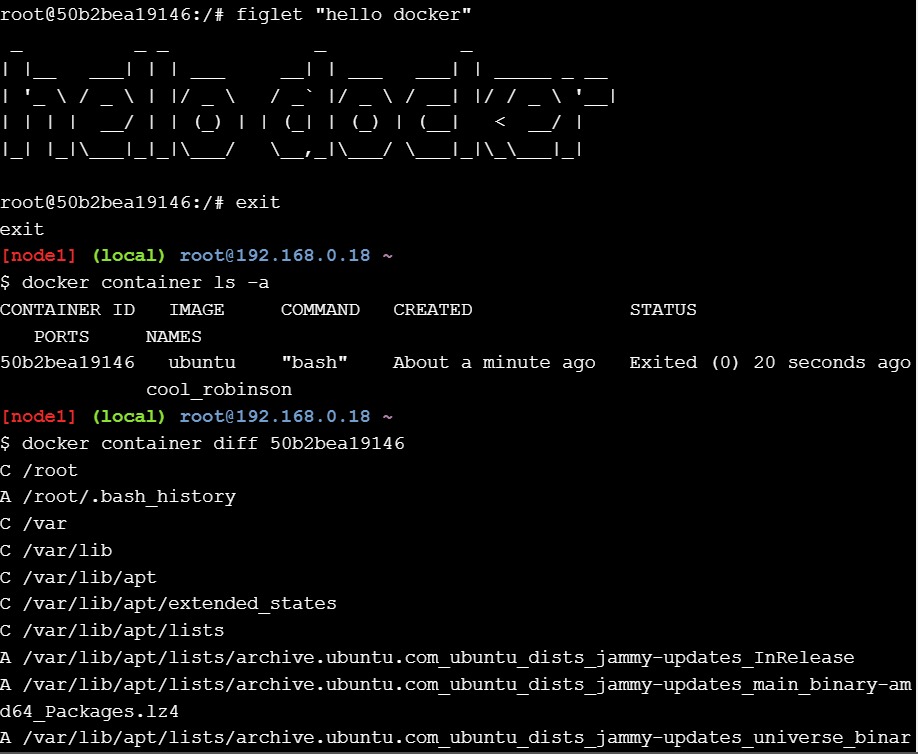 root@50b2bea19146:/# figlet "hello docker"
 _          _ _             _            _
| |__   ___| | | ___     __| | ___   ___| | _____ _ __
| '_ \ / _ \ | |/ _ \   / _` |/ _ \ / __| |/ / _ \ '__|
| | | |  __/ | | (_) | | (_| | (_) | (__|   <  __/ |
|_| |_|\___|_|_|\___/   \__,_|\___/ \___|_|\_\___|_|
root@50b2bea19146:/# exit
exit
[node1] (local) root@192.168.0.18 ~
$ docker container ls -a
CONTAINER ID   IMAGE     COMMAND   CREATED              STATUS
PORTS     NAMES
50b2bea19146   ubuntu    "bash"    About a minute ago   Exited (0) 20 seconds ago
cool_robinson
[node1] (local) root@192.168.0.18 ~
$ docker container diff 50b2bea19146
C /root
A /root/.bash_history
C /var
C /var/lib
C /var/lib/apt
C /var/lib/apt/extended_states
C /var/lib/apt/lists
A /var/lib/apt/lists/archive.ubuntu.com_ubuntu_dists_jammy-updates_InRelease
A /var/lib/apt/lists/archive.ubuntu.com_ubuntu_dists_jammy-updates_main_binary-am
d64_Packages.lz4
A /var/lib/apt/lists/archive.ubuntu.com_ubuntu_dists_jammy-updates_universe_binar